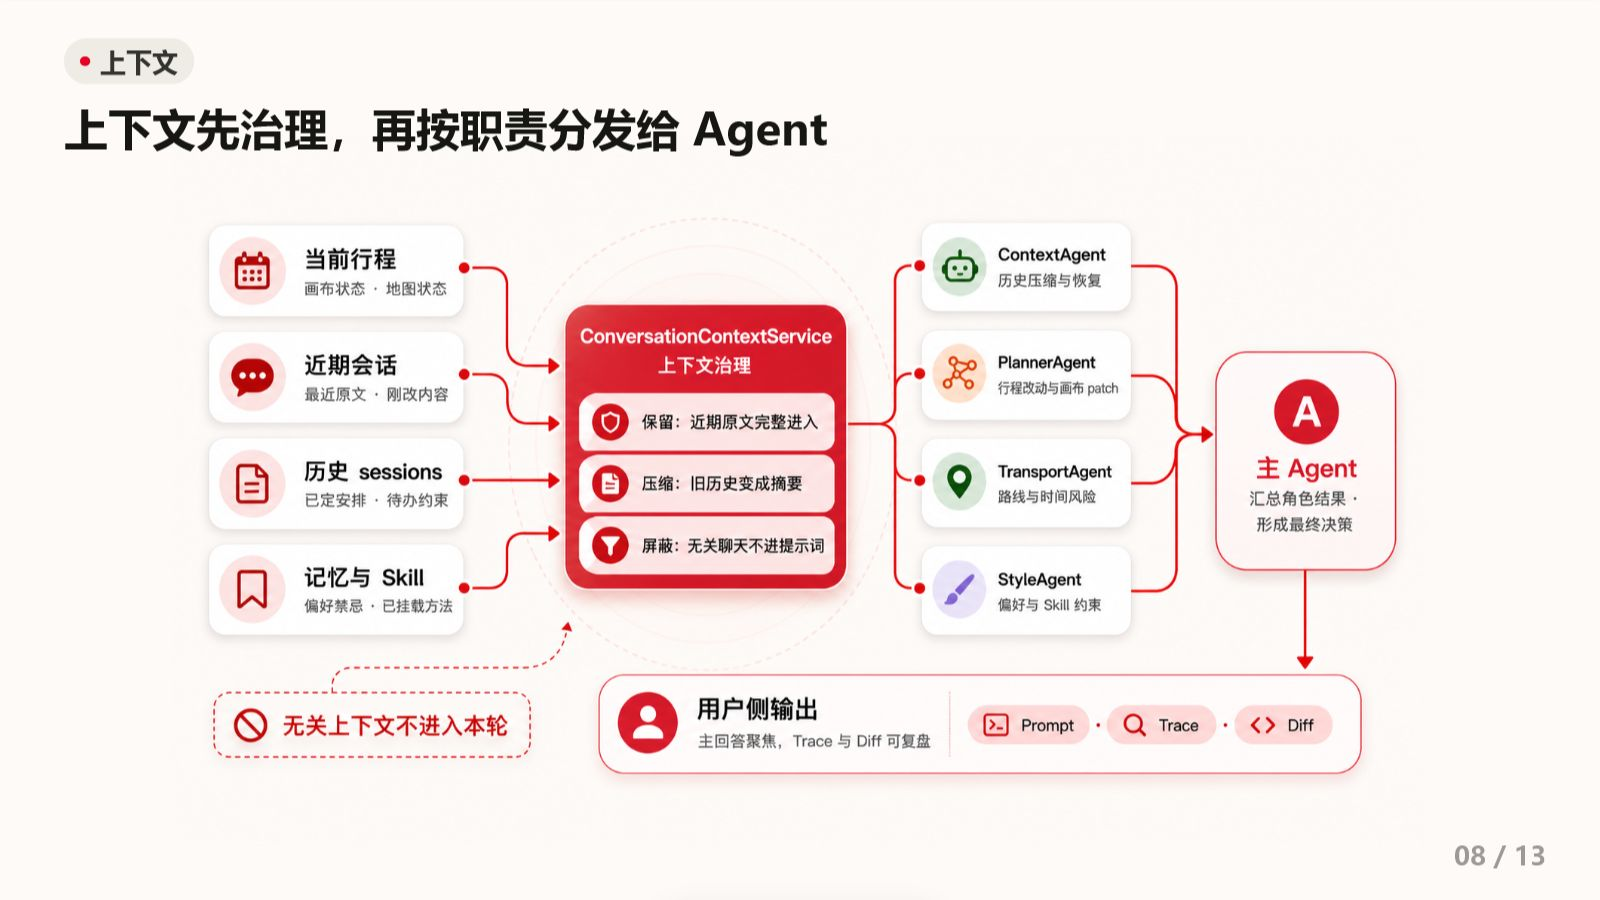 上下文
上下文先治理，再按职责分发给 Agent
当前行程
画布状态 · 地图状态
近期会话
最近原文 · 刚改内容
历史 sessions
已定安排 · 待办约束
记忆与 Skill
偏好禁忌 · 已挂载方法
无关上下文不进入本轮
ConversationContextService
上下文治理
保留：近期原文完整进入
压缩：旧历史变成摘要
屏蔽：无关聊天不进提示词
ContextAgent
历史压缩与恢复
PlannerAgent
行程改动与画布 patch
TransportAgent
路线与时间风险
StyleAgent
偏好与 Skill 约束
A
主 Agent
汇总角色结果 ·
形成最终决策
用户侧输出
主回答聚焦，Trace 与 Diff 可复盘
Prompt · Trace · Diff
08 / 13